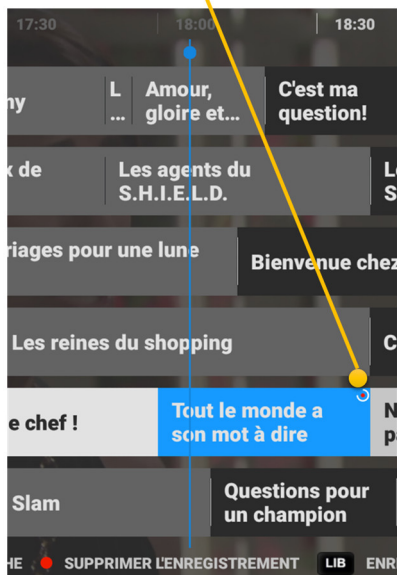 17:30 18:00 18:30
ny L ... Amour, gloire et... C'est ma question!
x de Les agents du S.H.I.E.L.D. L S
riages pour une lune Bienvenue chez
Les reines du shopping C
e chef ! Tout le monde a son mot à dire N p
Slam Questions pour un champion
HE SUPPRIMER L'ENREGISTREMENT LIB ENR